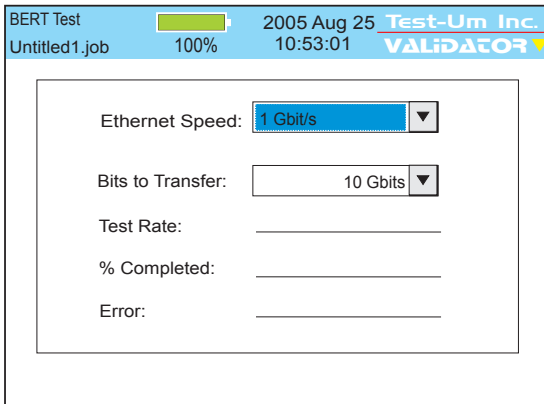 BERT Test
Untitled1.job
100%
2005 Aug 25
10:53:01
Test-Um Inc.
VALiDATOR
Ethernet Speed: 1 Gbit/s
Bits to Transfer: 10 Gbits
Test Rate:
% Completed:
Error: